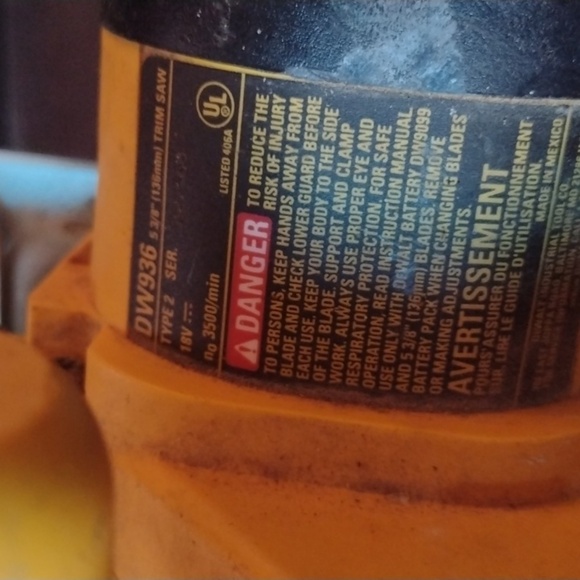 DW936 5 3/8" (136mm) TRIM SAW
TYPE 2 SER.
18V
n₀ 3500/min
UL
LISTED 406A
DANGER TO REDUCE THE
RISK OF INJURY
TO PERSONS, KEEP HANDS AWAY FROM
BLADE AND CHECK LOWER GUARD BEFORE
EACH USE. KEEP YOUR BODY TO THE SIDE
OF THE BLADE. SUPPORT AND CLAMP
WORK. ALWAYS USE PROPER EYE AND
RESPIRATORY PROTECTION. FOR SAFE
OPERATION, READ INSTRUCTION MANUAL.
USE ONLY WITH DEWALT BATTERY DW9099
AND 5 3/8" BLADES. REMOVE
BATTERY PACK WHEN CHANGING BLADES
OR MAKING ADJUSTMENTS.
AVERTISSEMENT
DU FONCTIONNEMENT
SÛR, LIRE LE GUIDE D'UTILISATION.
MADE IN MEXICO